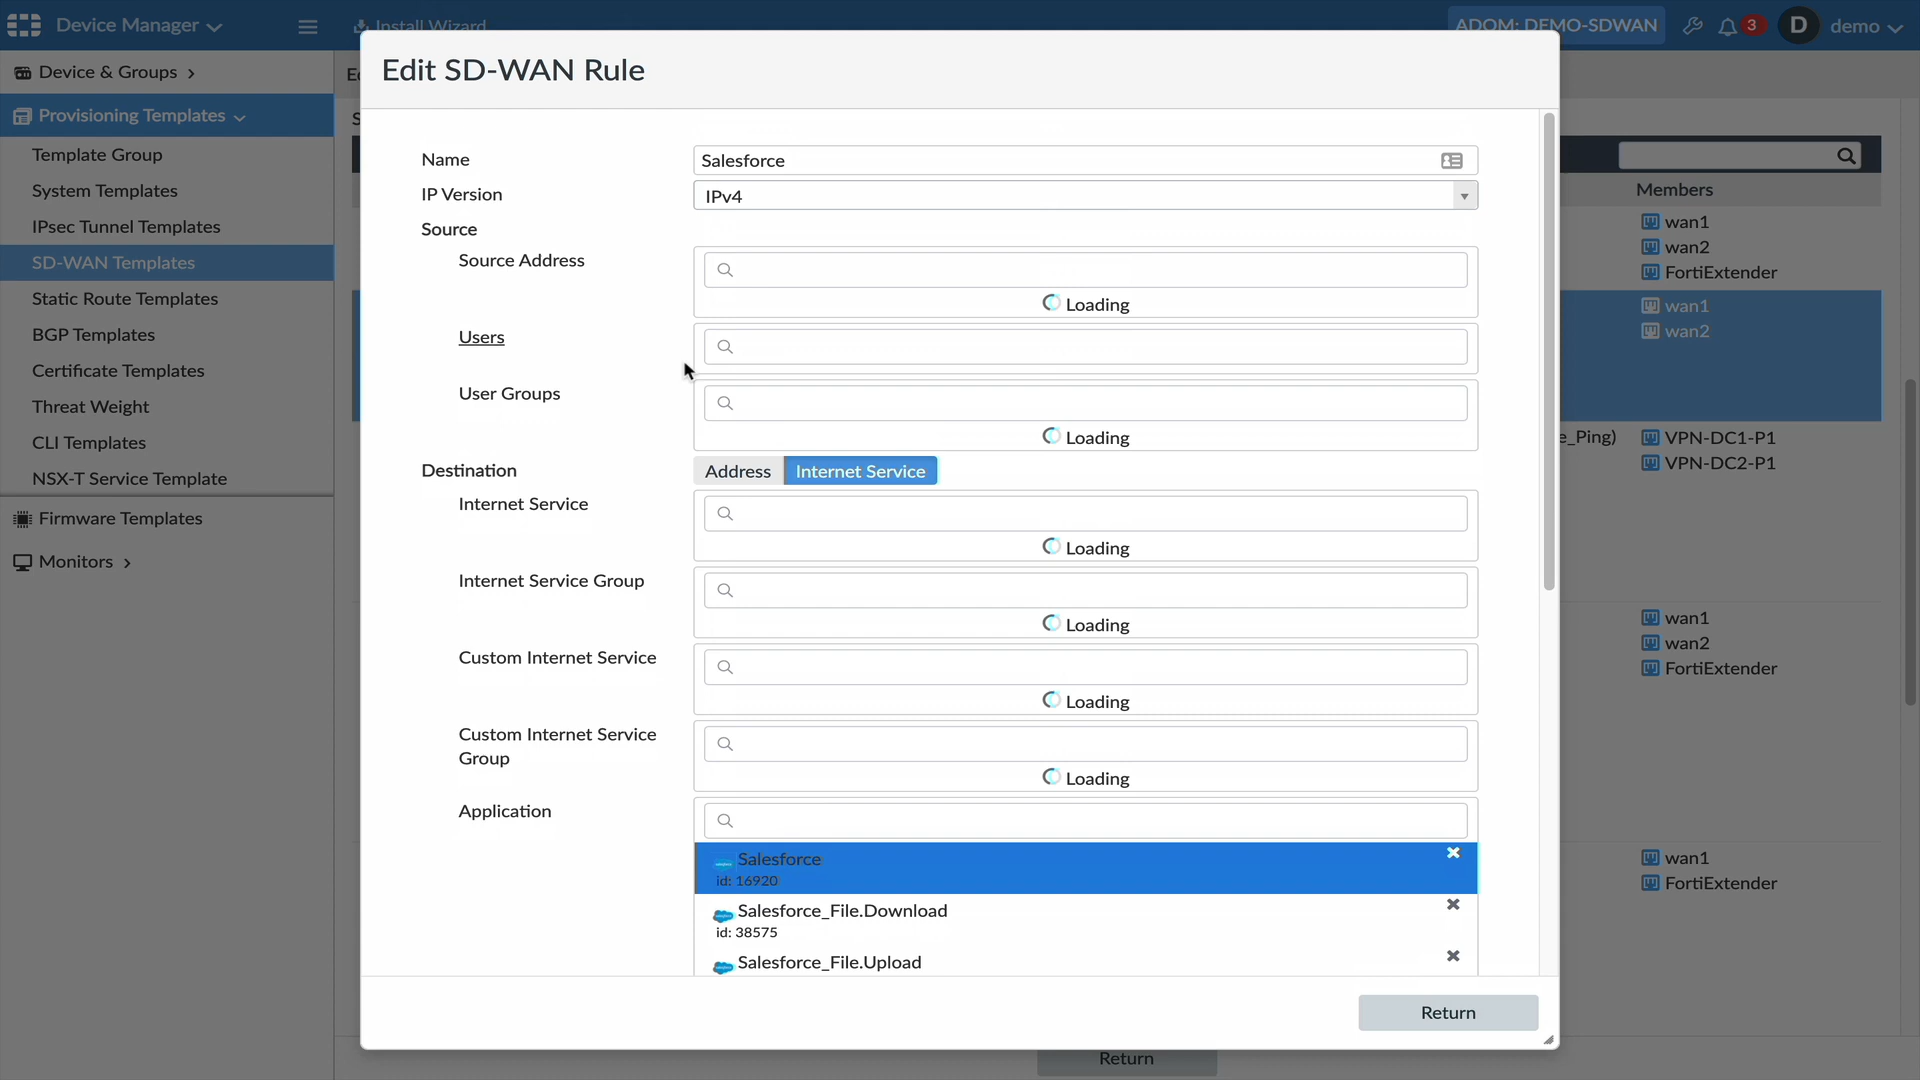 Device Manager
Install Wizard
ADOM: DEMO-SDWAN
3
D
demo
Device & Groups
Provisioning Templates
Template Group
System Templates
IPsec Tunnel Templates
SD-WAN Templates
Static Route Templates
BGP Templates
Certificate Templates
Threat Weight
CLI Templates
NSX-T Service Template
Firmware Templates
Monitors
Edit SD-WAN Rule
Name
Salesforce
IP Version
IPv4
Source
Source Address
Loading
Users
User Groups
Loading
Destination
Address
Internet Service
Internet Service
Loading
Internet Service Group
Loading
Custom Internet Service
Loading
Custom Internet Service
Group
Loading
Application
Salesforce
id: 16920
Salesforce_File.Download
id: 38575
Salesforce_File.Upload
Return
Return
Members
wan1
wan2
FortiExtender
wan1
wan2
e_Ping)
VPN-DC1-P1
VPN-DC2-P1
wan1
wan2
FortiExtender
wan1
FortiExtender